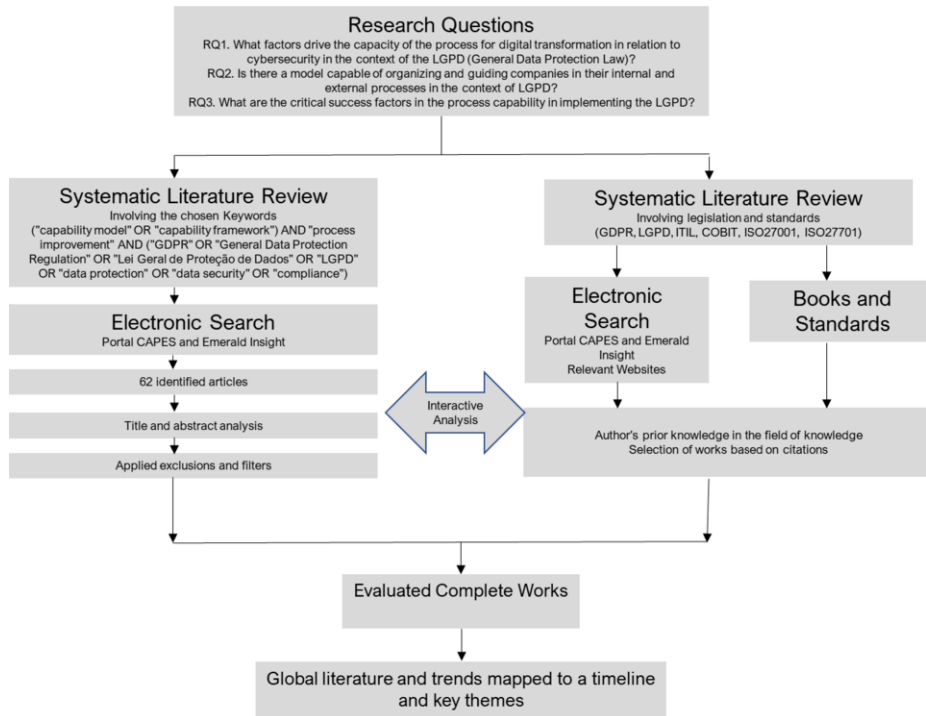 Research Questions
RQ1. What factors drive the capacity of the process for digital transformation in relation to
cybersecurity in the context of the LGPD (General Data Protection Law)?
RQ2. Is there a model capable of organizing and guiding companies in their internal and
external processes in the context of LGPD?
RQ3. What are the critical success factors in the process capability in implementing the LGPD?
Systematic Literature Review
Involving the chosen Keywords
("capability model" OR "capability framework") AND "process
improvement" AND ("GDPR" OR "General Data Protection
Regulation" OR "Lei Geral de Proteção de Dados" OR "LGPD"
OR "data protection" OR "data security" OR "compliance")
Electronic Search
Portal CAPES and Emerald Insight
62 identified articles
Title and abstract analysis
Applied exclusions and filters
Interactive
Analysis
Systematic Literature Review
Involving legislation and standards
(GDPR, LGPD, ITIL, COBIT, ISO27001, ISO27701)
Electronic
Search
Portal CAPES and Emerald
Insight
Relevant Websites
Books and
Standards
Author's prior knowledge in the field of knowledge
Selection of works based on citations
Evaluated Complete Works
Global literature and trends mapped to a timeline
and key themes